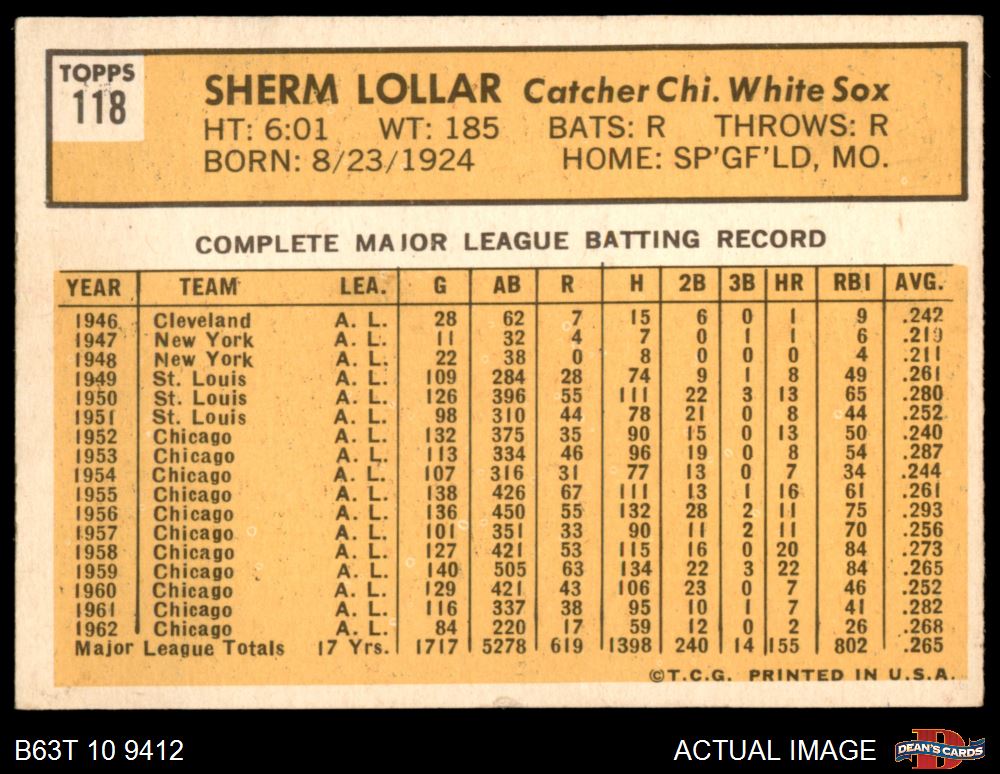 TOPPS
118
SHERM LOLLAR Catcher Chi. White Sox
HT: 6:01 WT: 185 BATS: R THROWS: R
BORN: 8/23/1924 HOME: SP'GF'LD, MO.
COMPLETE MAJOR LEAGUE BATTING RECORD
YEAR TEAM LEA. G AB R H 2B 3B HR RBI AVG.
1946 Cleveland A. L. 28 62 7 15 6 0 1 9 .242
1947 New York A. L. 11 32 4 7 0 1 1 6 .219
1948 New York A. L. 22 38 0 8 0 0 0 4 .211
1949 St. Louis A. L. 109 284 28 74 9 1 8 49 .261
1950 St. Louis A. L. 126 396 55 111 22 3 13 65 .280
1951 St. Louis A. L. 98 310 44 78 21 0 8 44 .252
1952 Chicago A. L. 132 375 35 90 15 0 13 50 .240
1953 Chicago A. L. 113 334 46 96 19 0 8 54 .287
1954 Chicago A. L. 107 316 31 77 13 0 7 34 .244
1955 Chicago A. L. 138 426 67 111 13 1 16 61 .261
1956 Chicago A. L. 136 450 55 132 28 2 11 75 .293
1957 Chicago A. L. 101 351 33 90 11 2 11 70 .256
1958 Chicago A. L. 127 421 53 115 16 0 20 84 .273
1959 Chicago A. L. 140 505 63 134 22 3 22 84 .265
1960 Chicago A. L. 129 421 43 106 23 0 7 46 .252
1961 Chicago A. L. 116 337 38 95 10 1 7 41 .282
1962 Chicago A. L. 84 220 17 59 12 0 2 26 .268
Major League Totals 17 Yrs. 1717 5278 619 1398 240 14 155 802 .265
©T.C.G. PRINTED IN U.S.A.
B63T 10 9412 ACTUAL IMAGE D DEAN'S CARDS